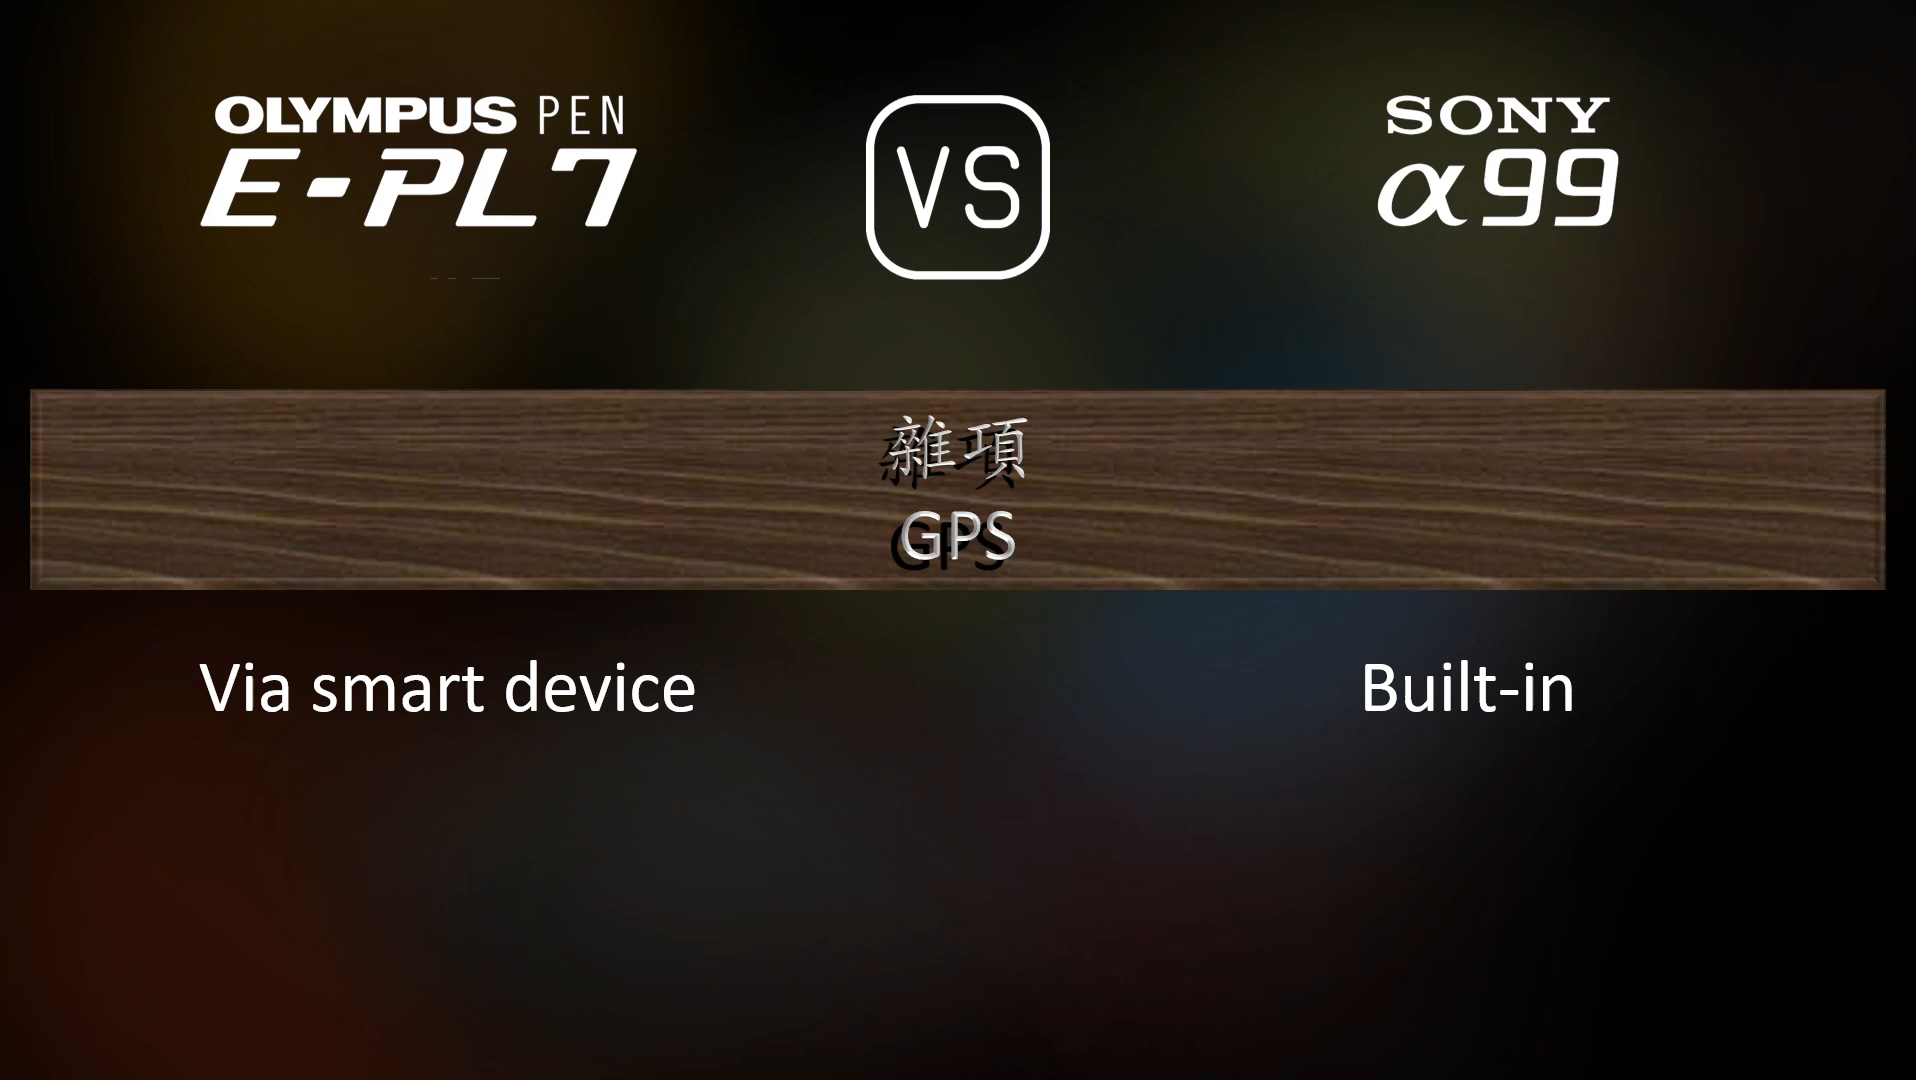 OLYMPUS PEN
E-PL7
VS
SONY
α99
雜項
GPS
Via smart device
Built-in